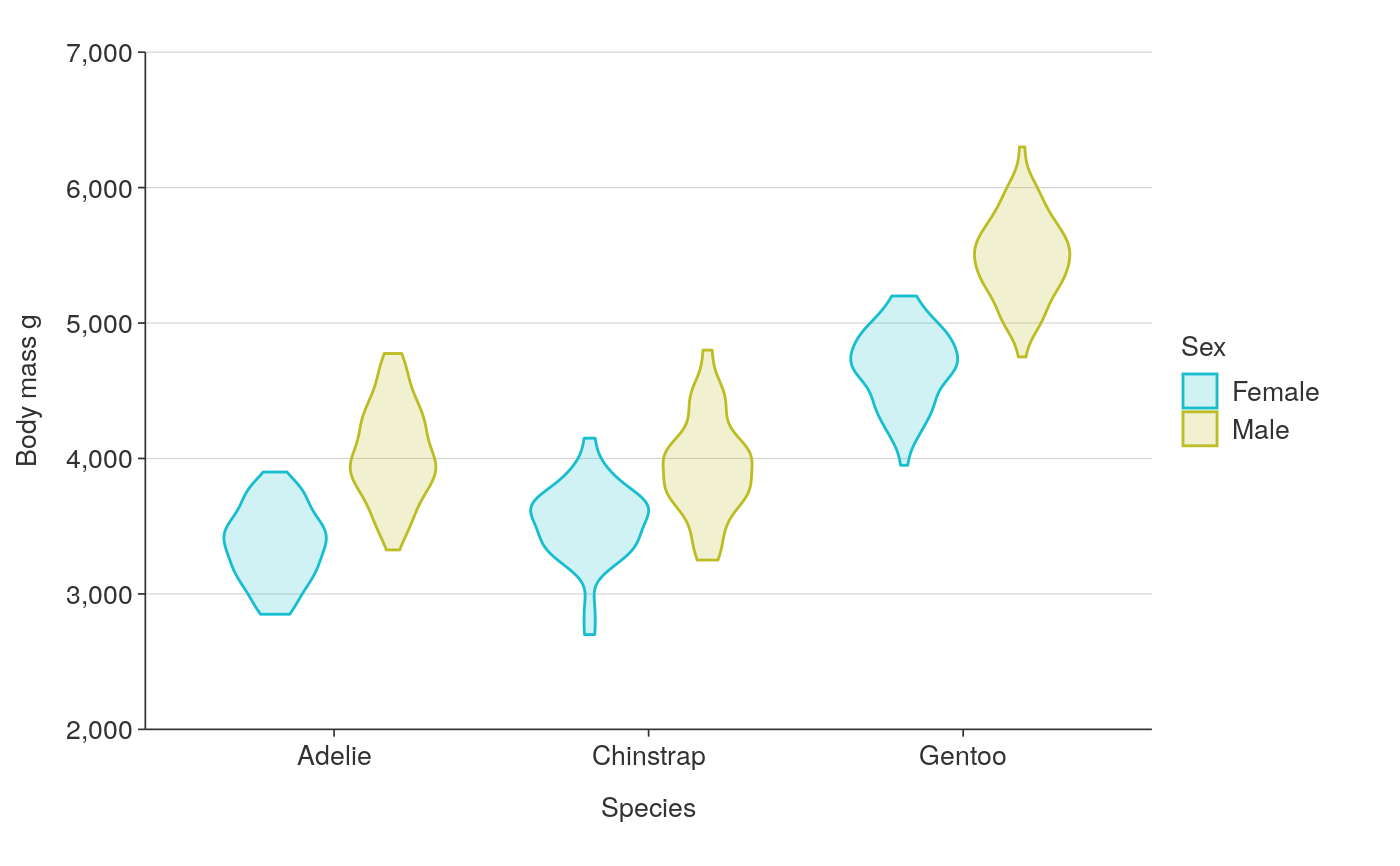 7,000
6,000
5,000
4,000
3,000
2,000
Body mass g
Adelie
Chinstrap
Gentoo
Species
Sex
Female
Male